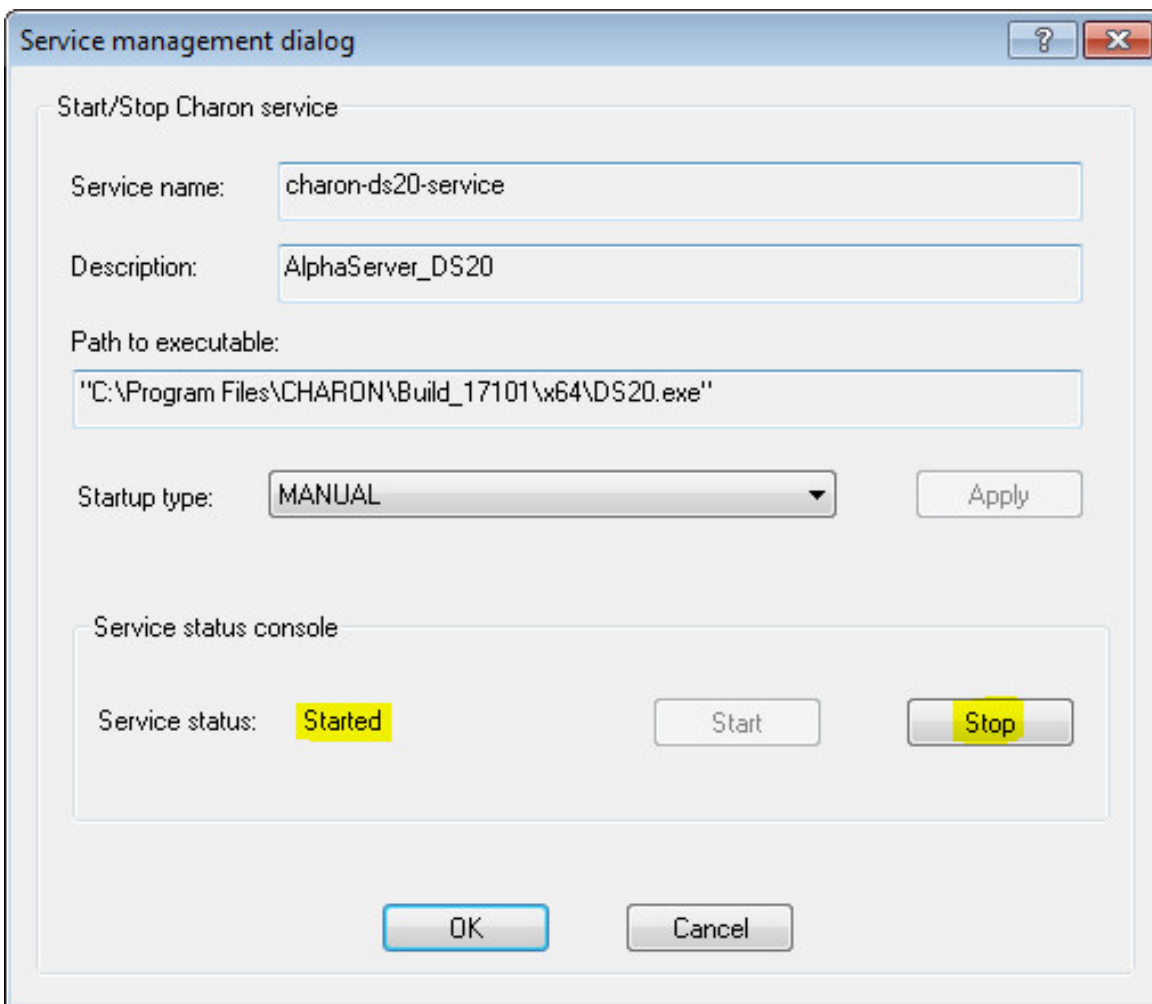 Service management dialog
Start/Stop Charon service
Service name: charon-ds20-service
Description: AlphaServer_DS20
Path to executable:
"C:\Program Files\CHARON\Build_17101\x64\DS20.exe"
Startup type: MANUAL Apply
Service status console
Service status: Started Start Stop
OK Cancel